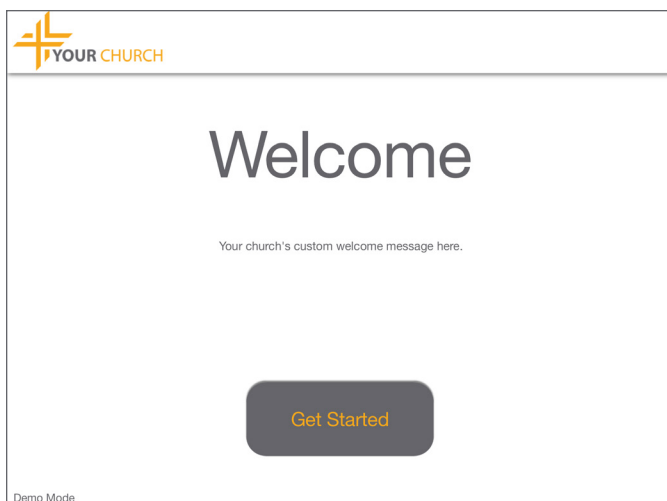 YOUR CHURCH
Welcome
Your church's custom welcome message here.
Get Started
Demo Mode